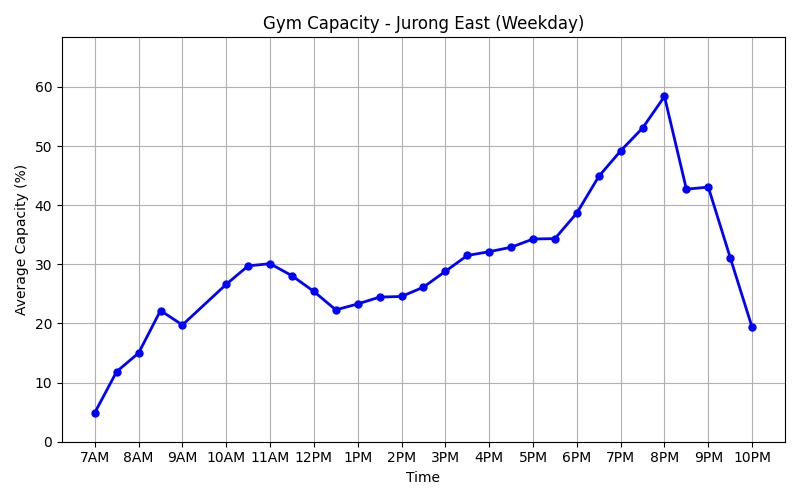 Gym Capacity - Jurong East (Weekday)
Average Capacity (%)
60
50
40
30
20
10
0
7AM 8AM 9AM 10AM 11AM 12PM 1PM 2PM 3PM 4PM 5PM 6PM 7PM 8PM 9PM 10PM
Time